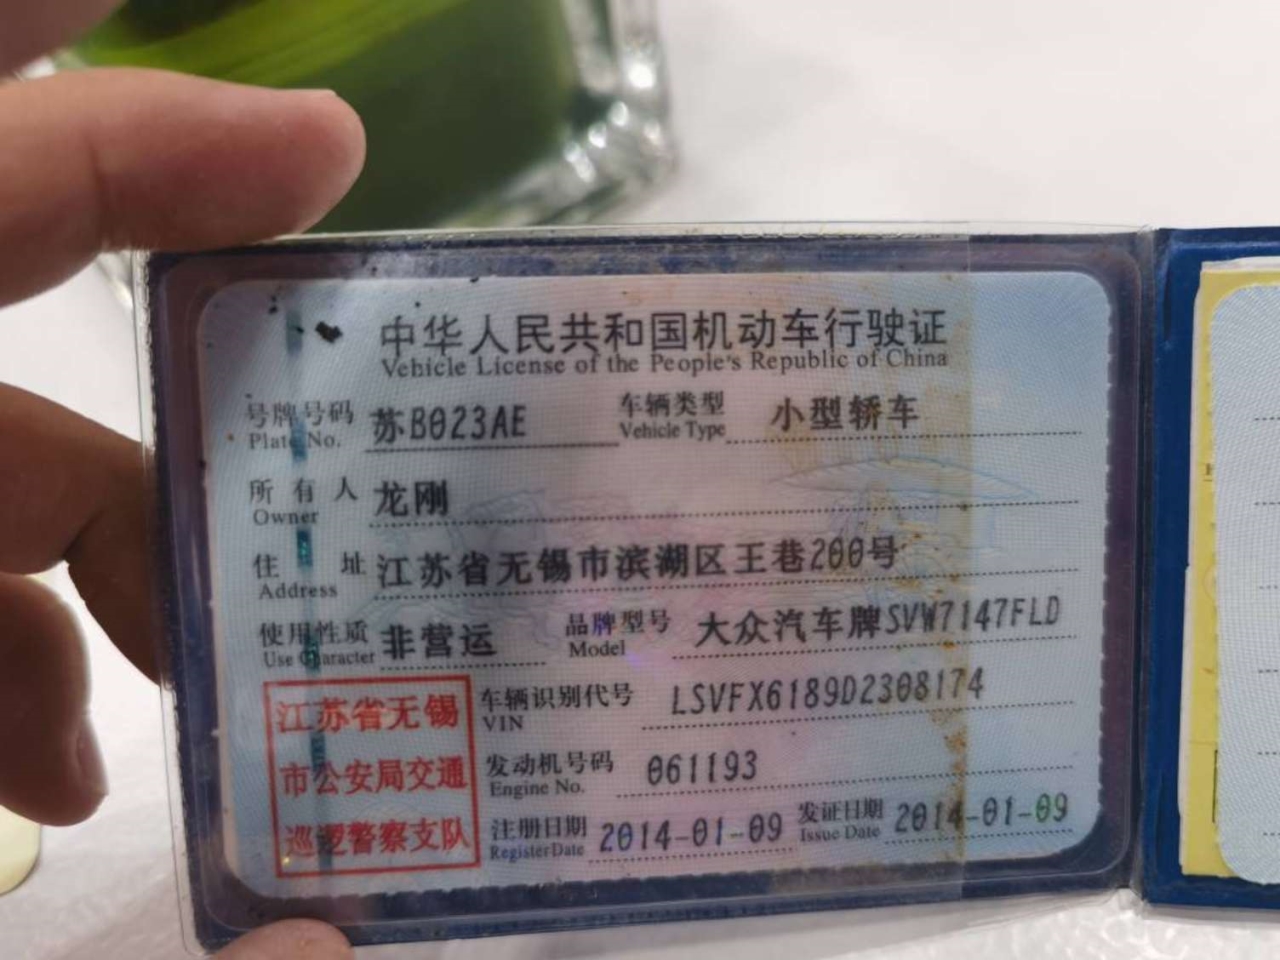 中华人民共和国机动车行驶证
Vehicle License of the People's Republic of China
号牌号码 苏B023AE 车辆类型 小型轿车
Plate No. Vehicle Type
所有人 龙刚
Owner
住址 江苏省无锡市滨湖区王巷200号
Address
使用性质 非营运 品牌型号 大众汽车牌SVW7147FLD
Use Character Model
江苏省无锡
市公安局交通
巡逻警察支队
车辆识别代号 LSVFX6189D2308174
VIN
发动机号码 061193
Engine No.
注册日期 2014-01-09 发证日期 2014-01-09
Register Date Issue Date